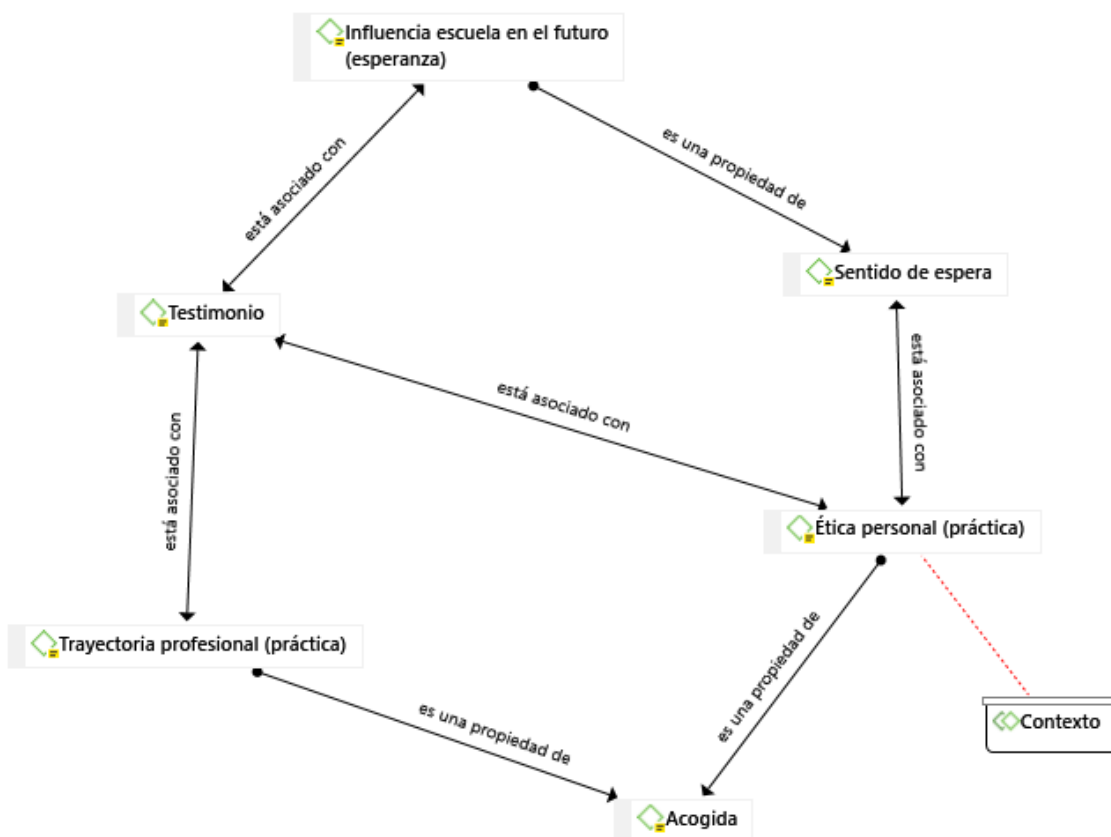 Influencia escuela en el futuro
(esperanza)
es una propiedad de
está asociado con
Sentido de espera
Testimonio
está asociado con
está asociado con
está asociado con
Ética personal (práctica)
Trayectoria profesional (práctica)
es una propiedad de
es una propiedad de
Contexto
Acogida